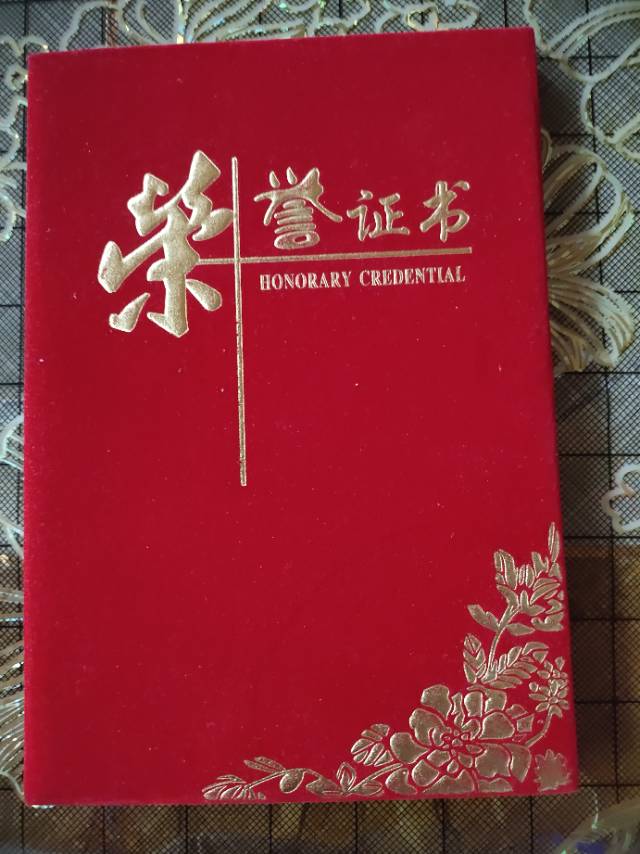 荣誉证书
HONORARY CREDENTIAL